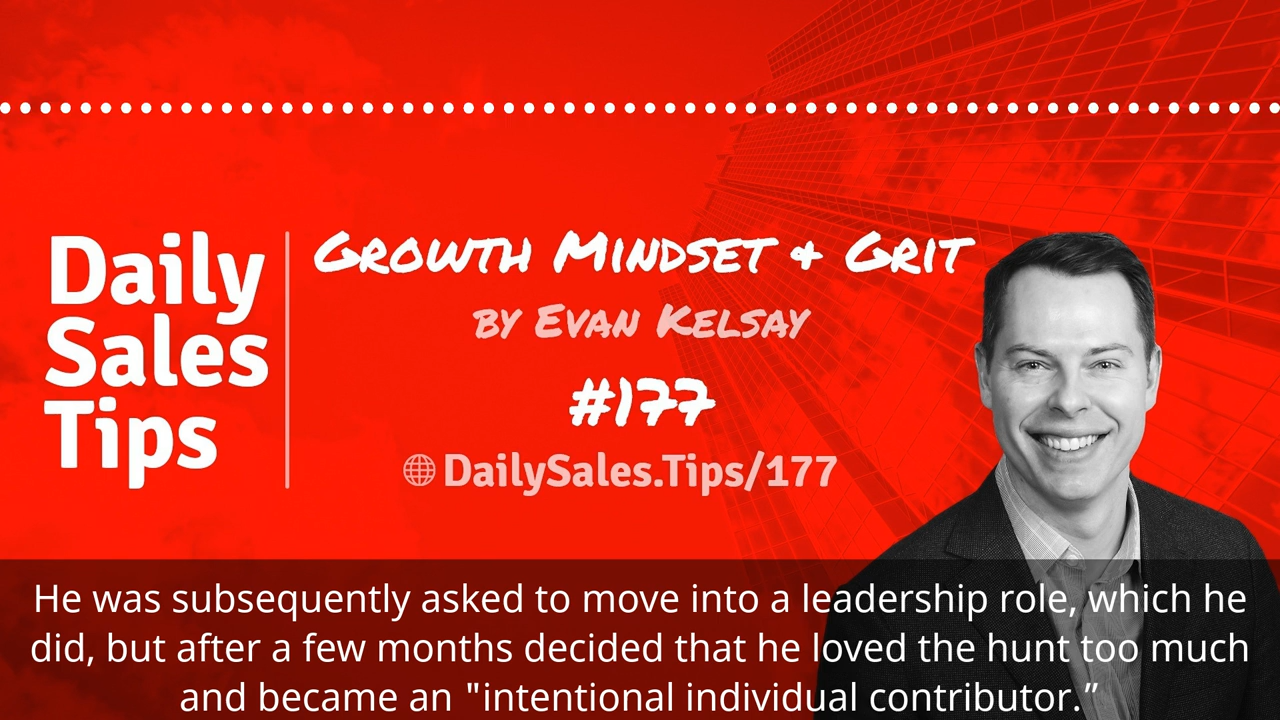 Daily
Sales
Tips
Growth Mindset & Grit
by Evan Kelsay
#177
DailySales.Tips/177
He was subsequently asked to move into a leadership role, which he
did, but after a few months decided that he loved the hunt too much
and became an "intentional individual contributor.”